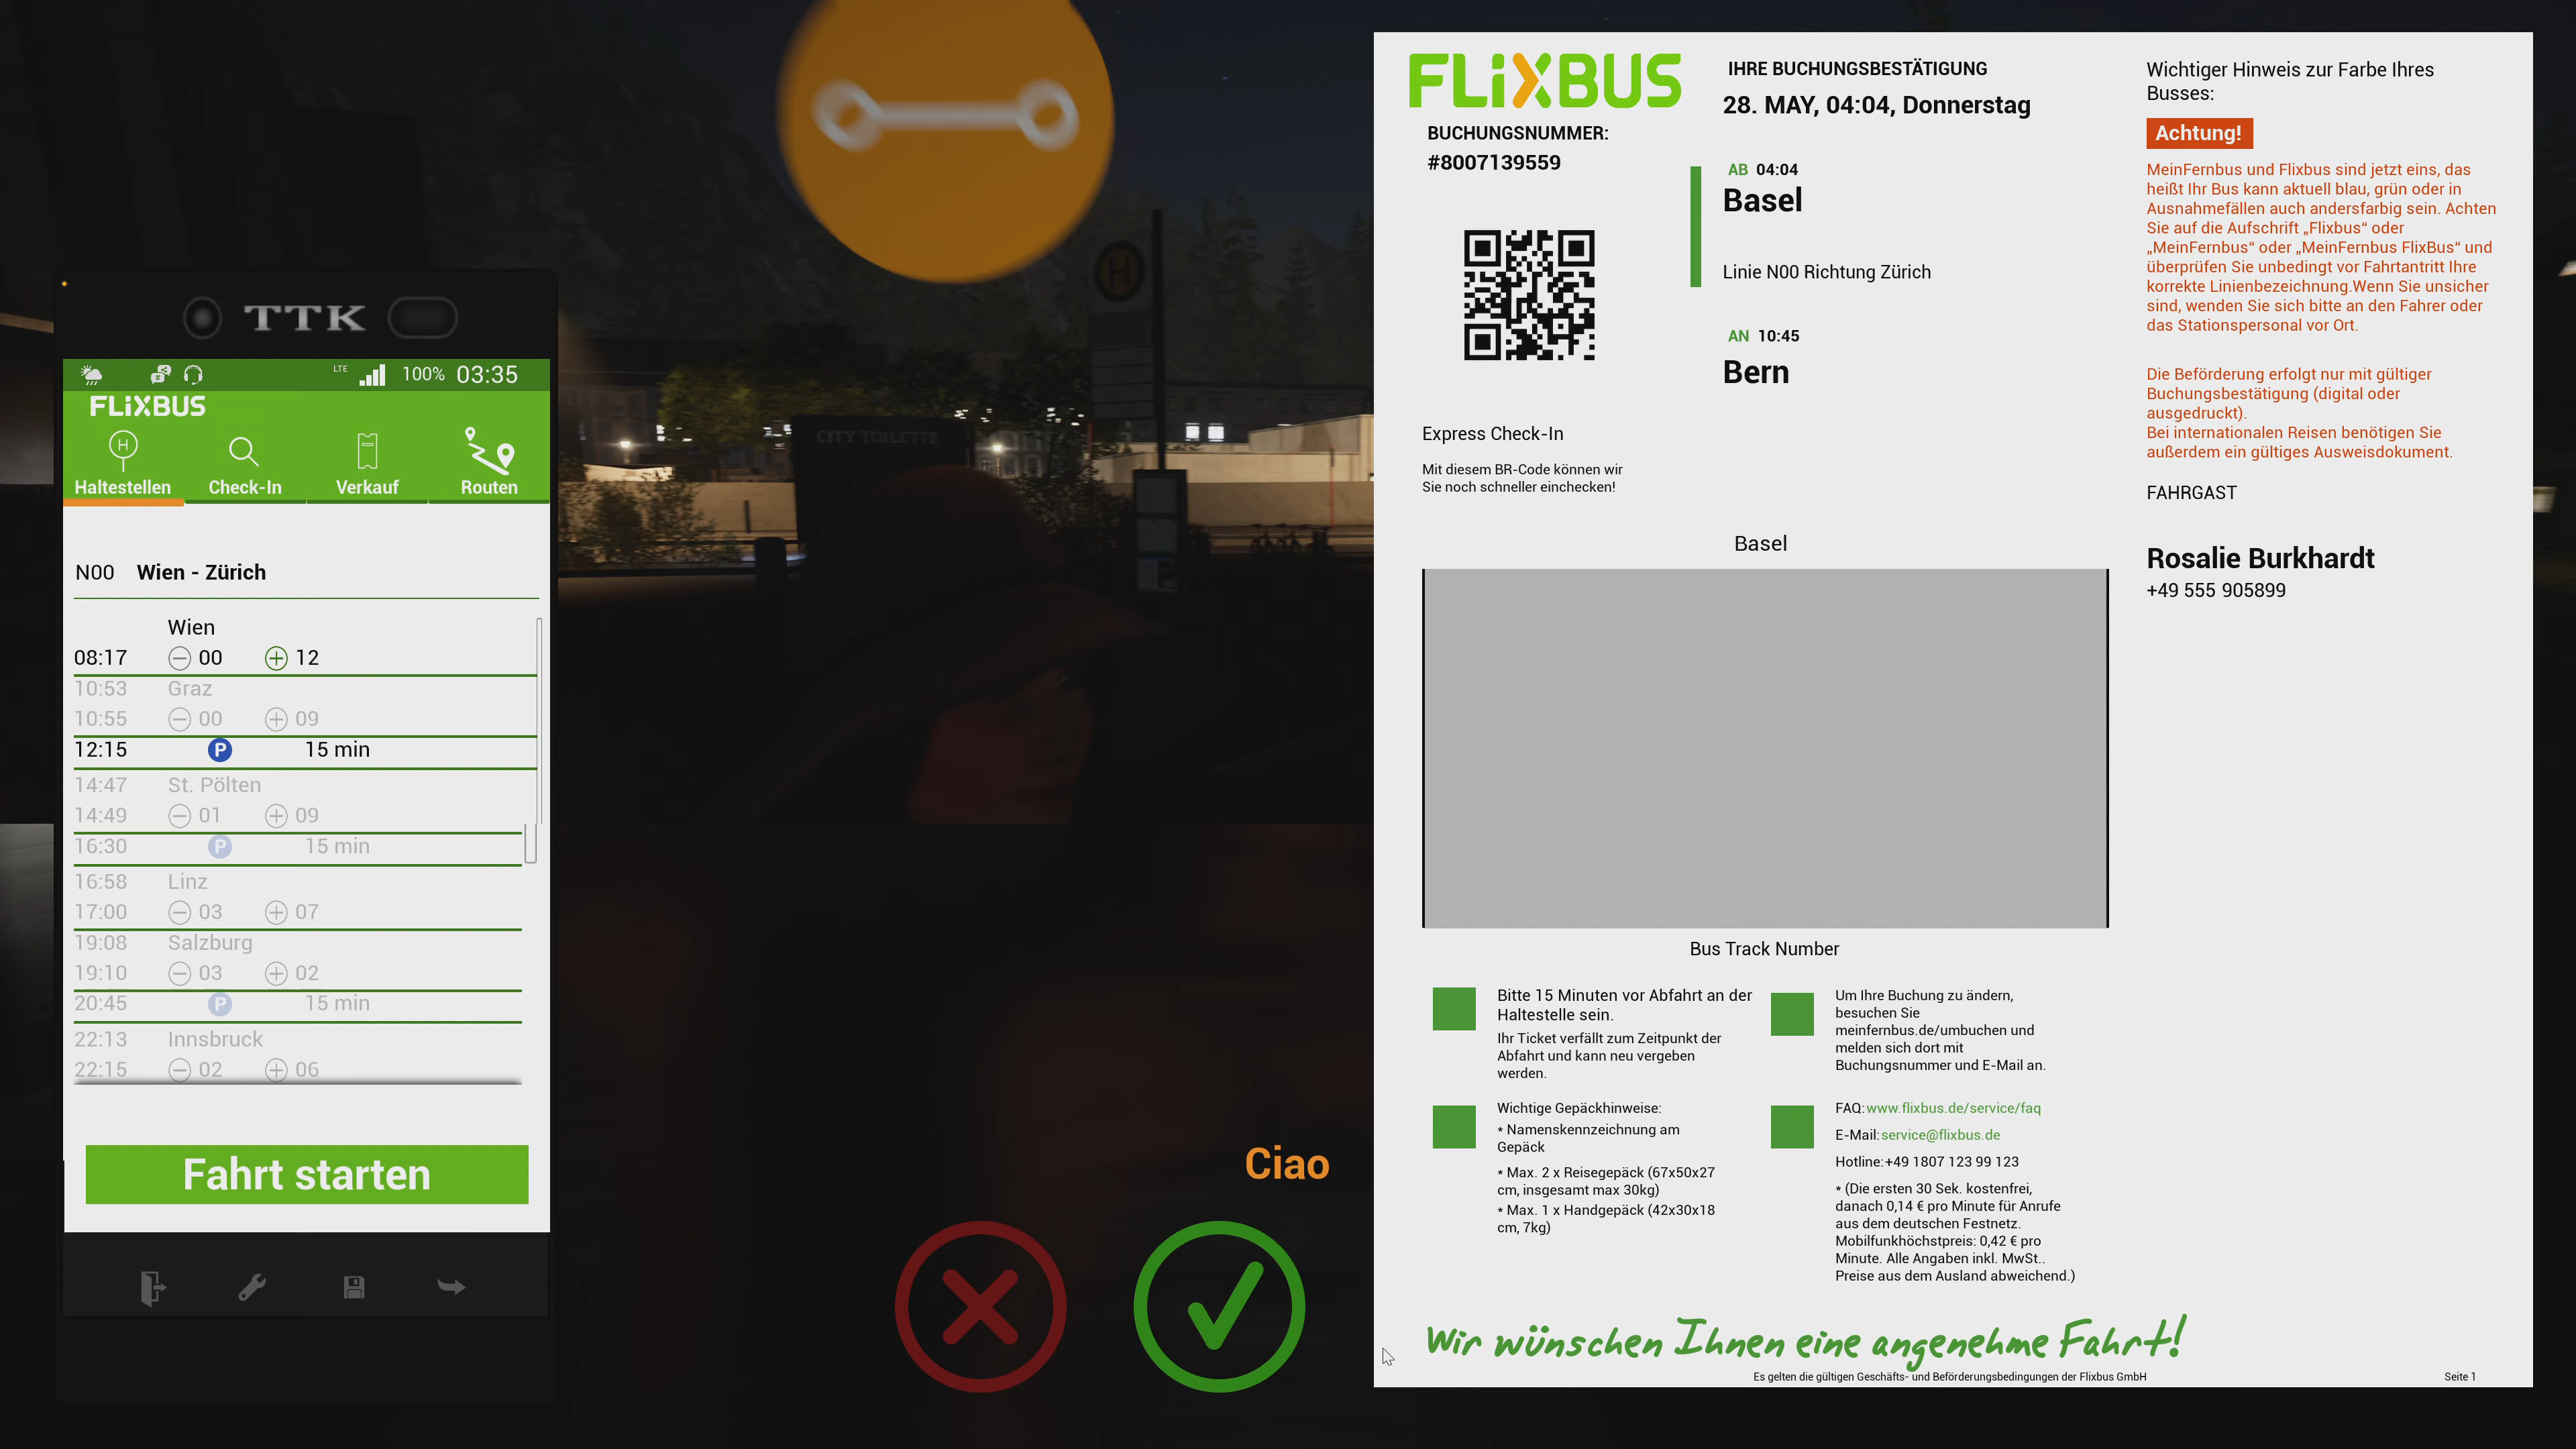 TTK
LTE 100% 03:35
FLiXBUS
H
Haltestellen Check-In Verkauf Routen
N00 Wien - Zürich
Wien
08:17 00 12
10:53 Graz
10:55 00 09
12:15 P 15 min
14:47 St. Pölten
14:49 01 09
16:30 P 15 min
16:58 Linz
17:00 03 07
19:08 Salzburg
19:10 03 02
20:45 P 15 min
22:13 Innsbruck
22:15 02 06
Fahrt starten
H
CITY TOILETTE
Ciao
FLiXBUS
BUCHUNGSNUMMER:
#8007139559
Express Check-In
Mit diesem BR-Code können wir
Sie noch schneller einchecken!
IHRE BUCHUNGSBESTÄTIGUNG
28. MAY, 04:04, Donnerstag
AB 04:04
Basel
Linie N00 Richtung Zürich
AN 10:45
Bern
Basel
Bus Track Number
Bitte 15 Minuten vor Abfahrt an der
Haltestelle sein.
Ihr Ticket verfällt zum Zeitpunkt der
Abfahrt und kann neu vergeben
werden.
Wichtige Gepäckhinweise:
* Namenskennzeichnung am
Gepäck
* Max. 2 x Reisegepäck (67x50x27
cm, insgesamt max 30kg)
* Max. 1 x Handgepäck (42x30x18
cm, 7kg)
Um Ihre Buchung zu ändern,
besuchen Sie
meinfernbus.de/umbuchen und
melden sich dort mit
Buchungsnummer und E-Mail an.
FAQ: www.flixbus.de/service/faq
E-Mail: service@flixbus.de
Hotline: +49 1807 123 99 123
* (Die ersten 30 Sek. kostenfrei,
danach 0,14 € pro Minute für Anrufe
aus dem deutschen Festnetz.
Mobilfunkhöchstpreis: 0,42 € pro
Minute. Alle Angaben inkl. MwSt..
Preise aus dem Ausland abweichend.)
Wichtiger Hinweis zur Farbe Ihres
Busses:
Achtung!
MeinFernbus und Flixbus sind jetzt eins, das
heißt Ihr Bus kann aktuell blau, grün oder in
Ausnahmefällen auch andersfarbig sein. Achten
Sie auf die Aufschrift „Flixbus“ oder
„MeinFernbus“ oder „MeinFernbus FlixBus“ und
überprüfen Sie unbedingt vor Fahrtantritt Ihre
korrekte Linienbezeichnung.Wenn Sie unsicher
sind, wenden Sie sich bitte an den Fahrer oder
das Stationspersonal vor Ort.
Die Beförderung erfolgt nur mit gültiger
Buchungsbestätigung (digital oder
ausgedruckt).
Bei internationalen Reisen benötigen Sie
außerdem ein gültiges Ausweisdokument.
FAHRGAST
Rosalie Burkhardt
+49 555 905899
Wir wünschen Ihnen eine angenehme Fahrt!
Es gelten die gültigen Geschäfts- und Beförderungsbedingungen der Flixbus GmbH
Seite 1